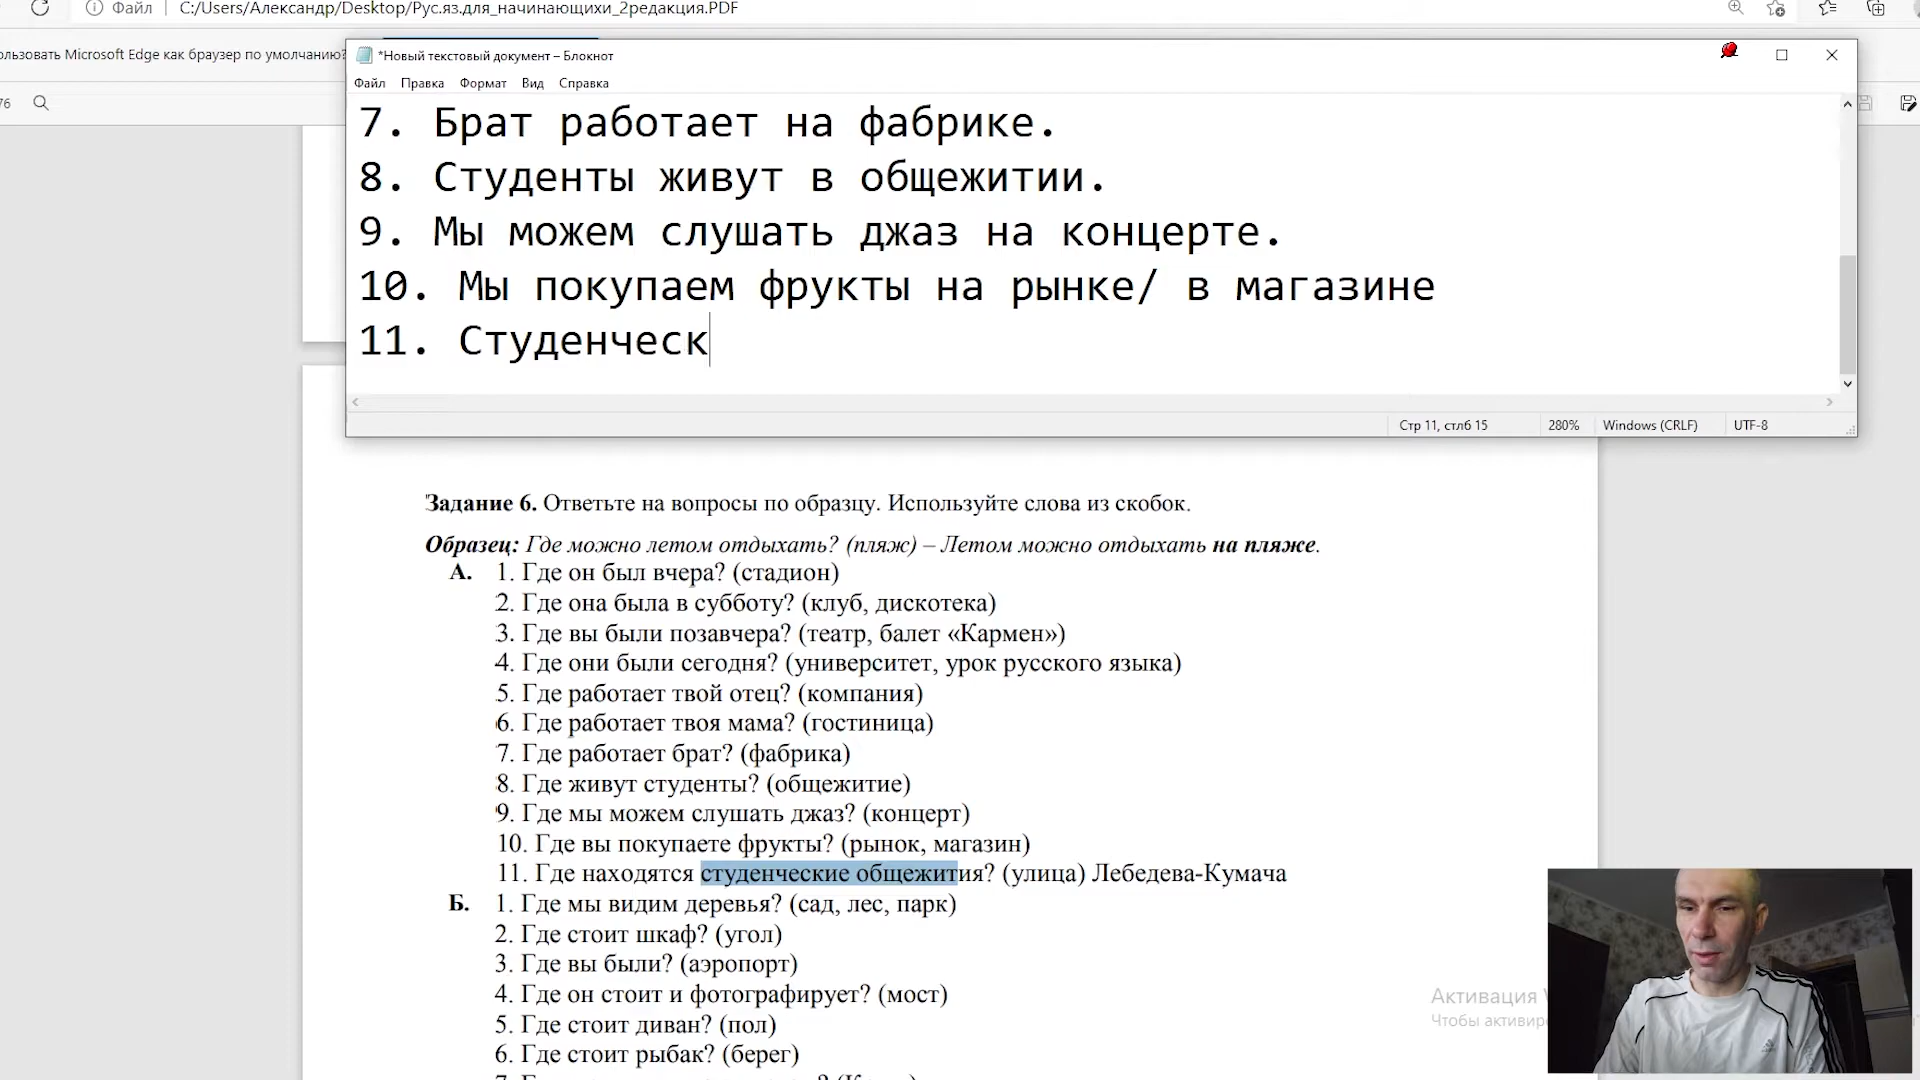 Файл
C:/Users/Александр/Desktop/Рус.яз.для_начинающихи_2редакция.PDF
ользовать Microsoft Edge как браузер по умолчанию?
76
*Новый текстовый документ – Блокнот
Файл Правка Формат Вид Справка
7. Брат работает на фабрике.
8. Студенты живут в общежитии.
9. Мы можем слушать джаз на концерте.
10. Мы покупаем фрукты на рынке/ в магазине
11. Студенческ
Стр 11, стлб 15 280% Windows (CRLF) UTF-8
Задание 6. Ответьте на вопросы по образцу. Используйте слова из скобок.
Образец: Где можно летом отдыхать? (пляж) – Летом можно отдыхать на пляже.
А. 1. Где он был вчера? (стадион)
2. Где она была в субботу? (клуб, дискотека)
3. Где вы были позавчера? (театр, балет «Кармен»)
4. Где они были сегодня? (университет, урок русского языка)
5. Где работает твой отец? (компания)
6. Где работает твоя мама? (гостиница)
7. Где работает брат? (фабрика)
8. Где живут студенты? (общежитие)
9. Где мы можем слушать джаз? (концерт)
10. Где вы покупаете фрукты? (рынок, магазин)
11. Где находятся студенческие общежития? (улица) Лебедева-Кумача
Б. 1. Где мы видим деревья? (сад, лес, парк)
2. Где стоит шкаф? (угол)
3. Где вы были? (аэропорт)
4. Где он стоит и фотографирует? (мост)
5. Где стоит диван? (пол)
6. Где стоит рыбак? (берег)
Активация
Чтобы активир